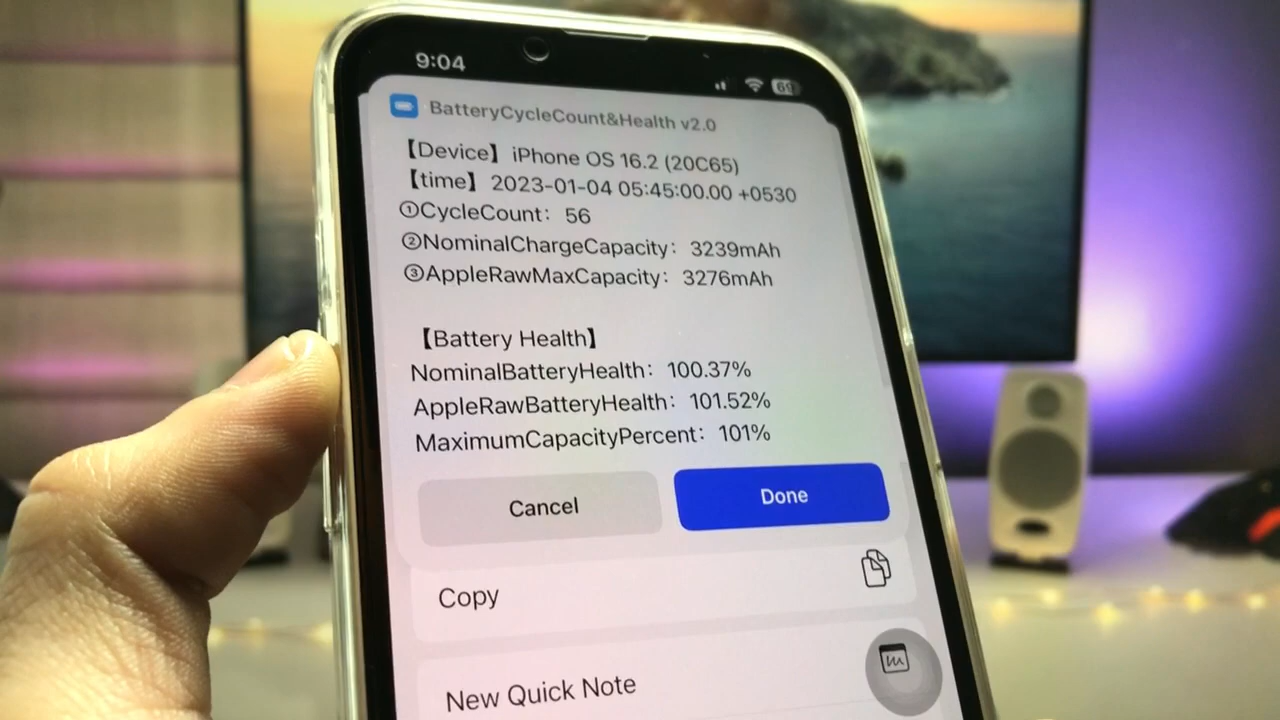 9:04
69
BatteryCycleCount&Health v2.0
【Device】iPhone OS 16.2 (20C65)
【time】2023-01-04 05:45:00.00 +0530
①CycleCount：56
②NominalChargeCapacity：3239mAh
③AppleRawMaxCapacity：3276mAh
【Battery Health】
NominalBatteryHealth：100.37%
AppleRawBatteryHealth：101.52%
MaximumCapacityPercent：101%
Cancel
Done
Copy
New Quick Note